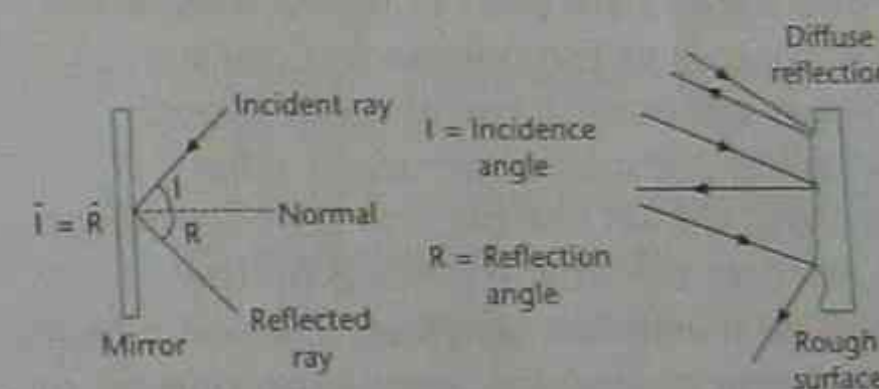 Diffuse
reflection
Incident ray
I = Incidence
angle
I
Î = R̂
Normal
R
R = Reflection
angle
Reflected
ray
Mirror
Rough
surface